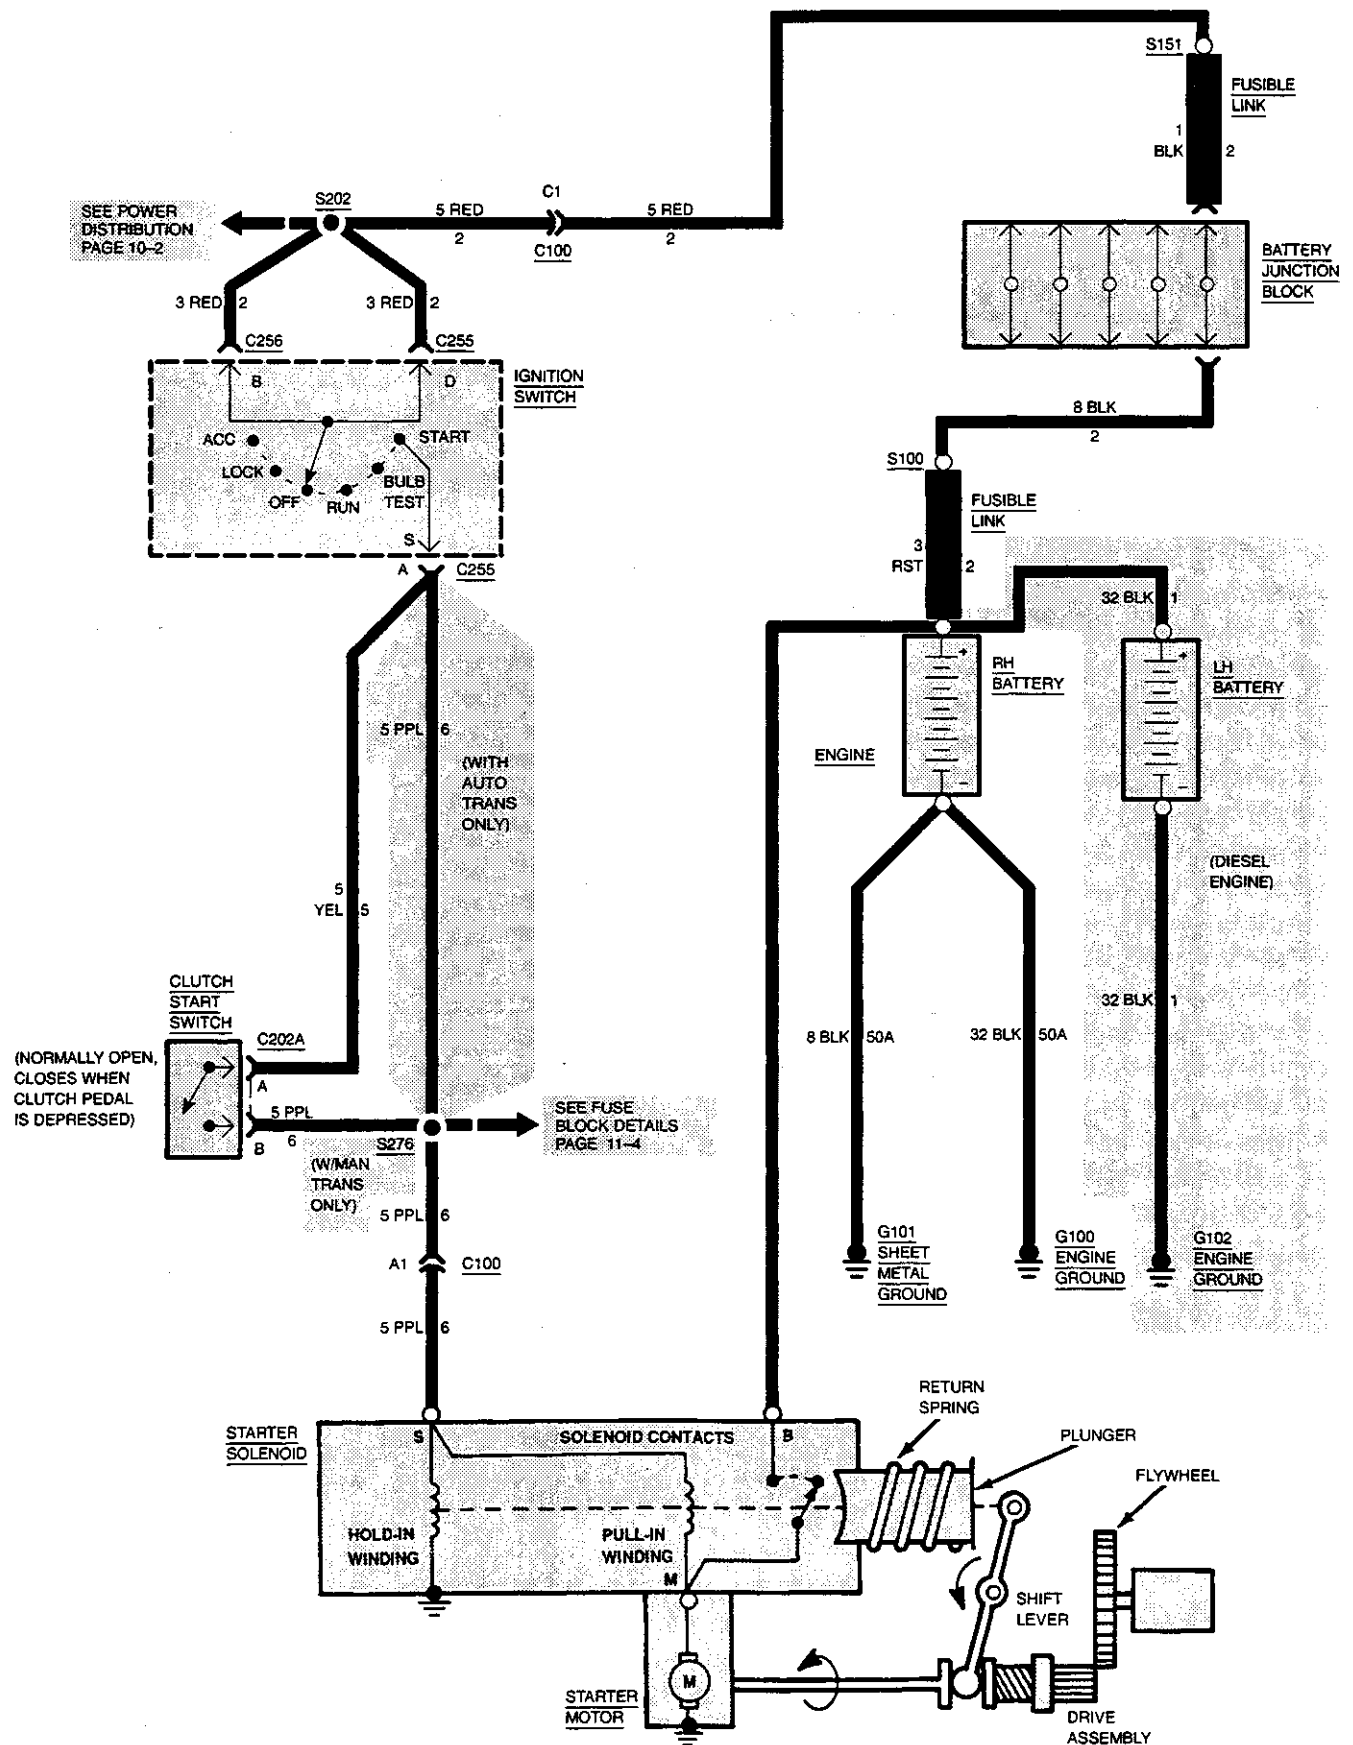 S151
FUSIBLE
LINK
1
BLK
2
SEE POWER
DISTRIBUTION
PAGE 10–2
S202
5 RED
2
C1
C100
5 RED
2
BATTERY
JUNCTION
BLOCK
3 RED
2
3 RED
2
C256
C255
B
D
IGNITION
SWITCH
ACC
LOCK
OFF
RUN
BULB
TEST
START
S
A
C255
8 BLK
2
S100
FUSIBLE
LINK
3
RST
2
32 BLK
1
+
RH
BATTERY
–
+
LH
BATTERY
–
ENGINE
5 PPL
6
(WITH
AUTO
TRANS
ONLY)
(DIESEL
ENGINE)
5
YEL
5
CLUTCH
START
SWITCH
C202A
(NORMALLY OPEN,
CLOSES WHEN
CLUTCH PEDAL
IS DEPRESSED)
A
B
5 PPL
6
S276
(W/MAN
TRANS
ONLY)
SEE FUSE
BLOCK DETAILS
PAGE 11–4
8 BLK
50A
32 BLK
50A
32 BLK
1
5 PPL
6
A1
C100
5 PPL
6
G101
SHEET
METAL
GROUND
G100
ENGINE
GROUND
G102
ENGINE
GROUND
STARTER
SOLENOID
S
SOLENOID CONTACTS
B
HOLD-IN
WINDING
PULL-IN
WINDING
M
RETURN
SPRING
PLUNGER
FLYWHEEL
SHIFT
LEVER
M
STARTER
MOTOR
DRIVE
ASSEMBLY